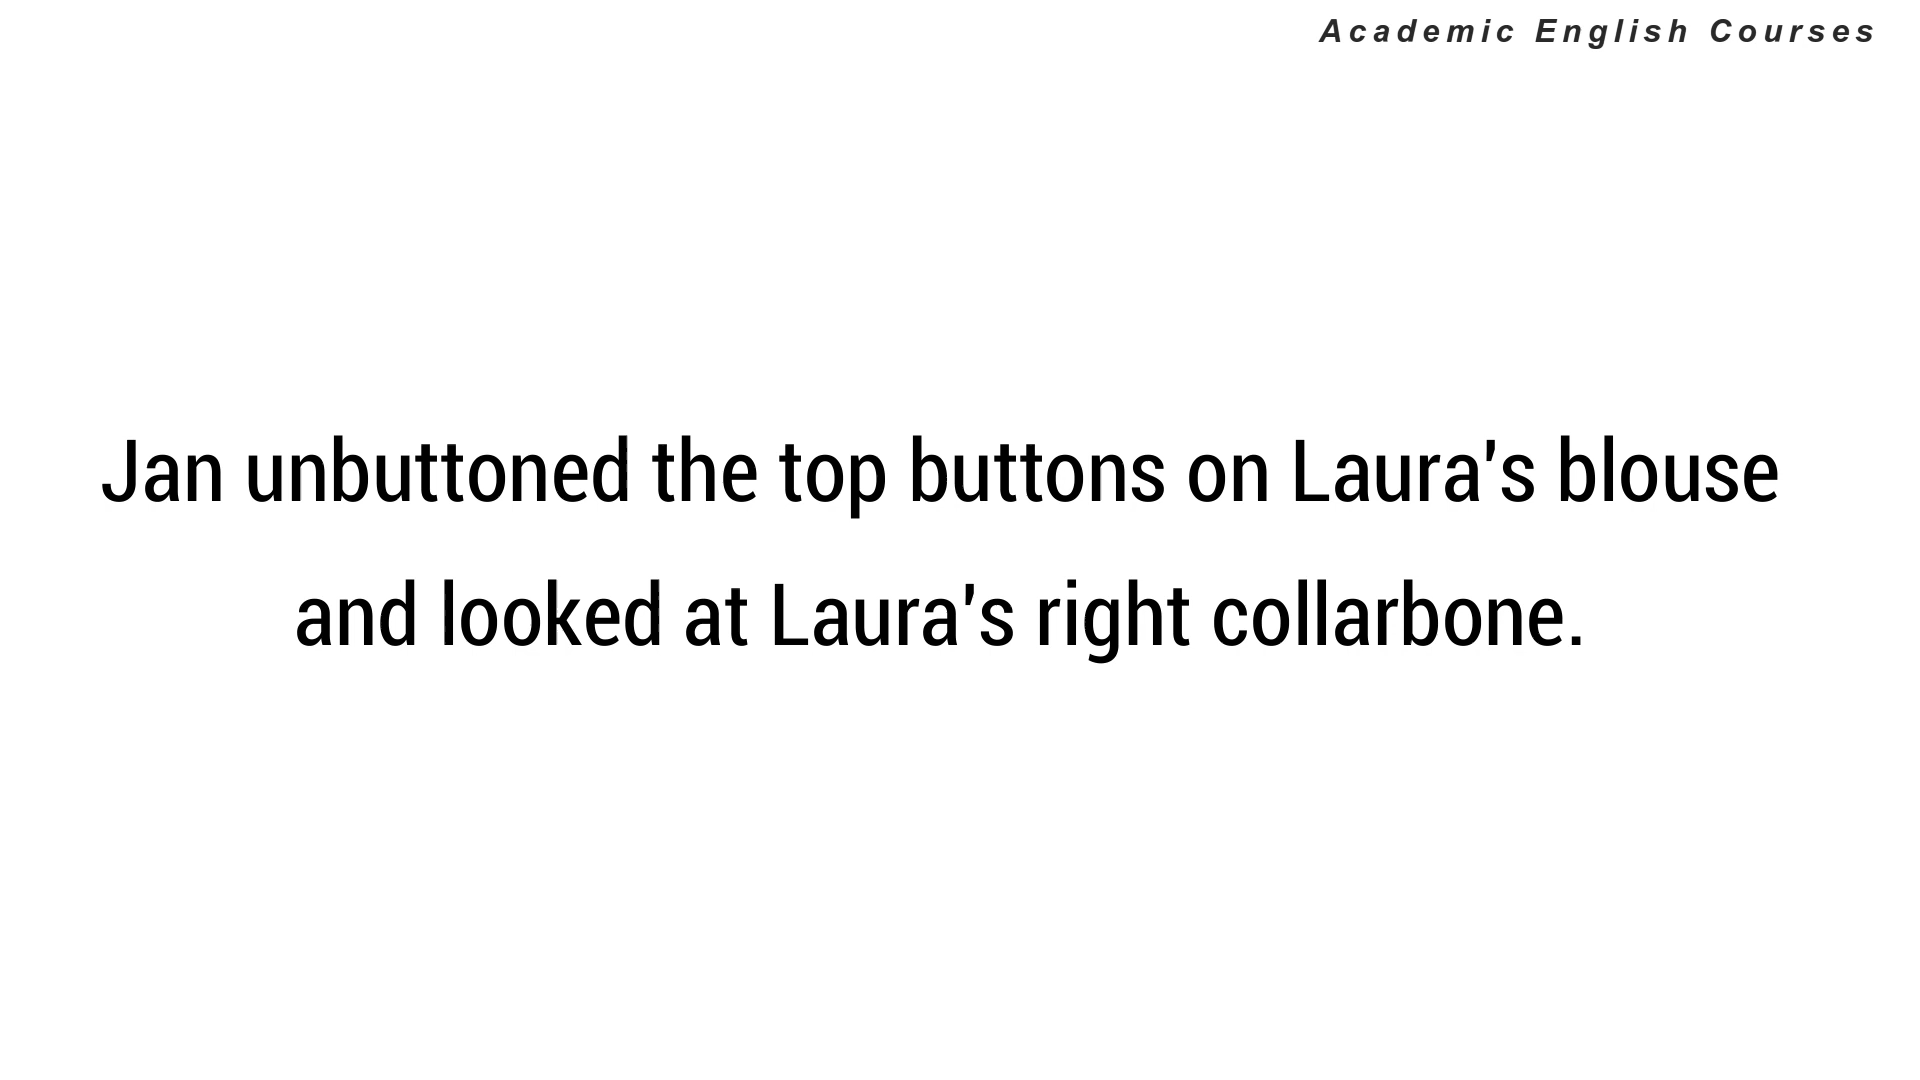 Academic English Courses
Jan unbuttoned the top buttons on Laura's blouse
and looked at Laura's right collarbone.